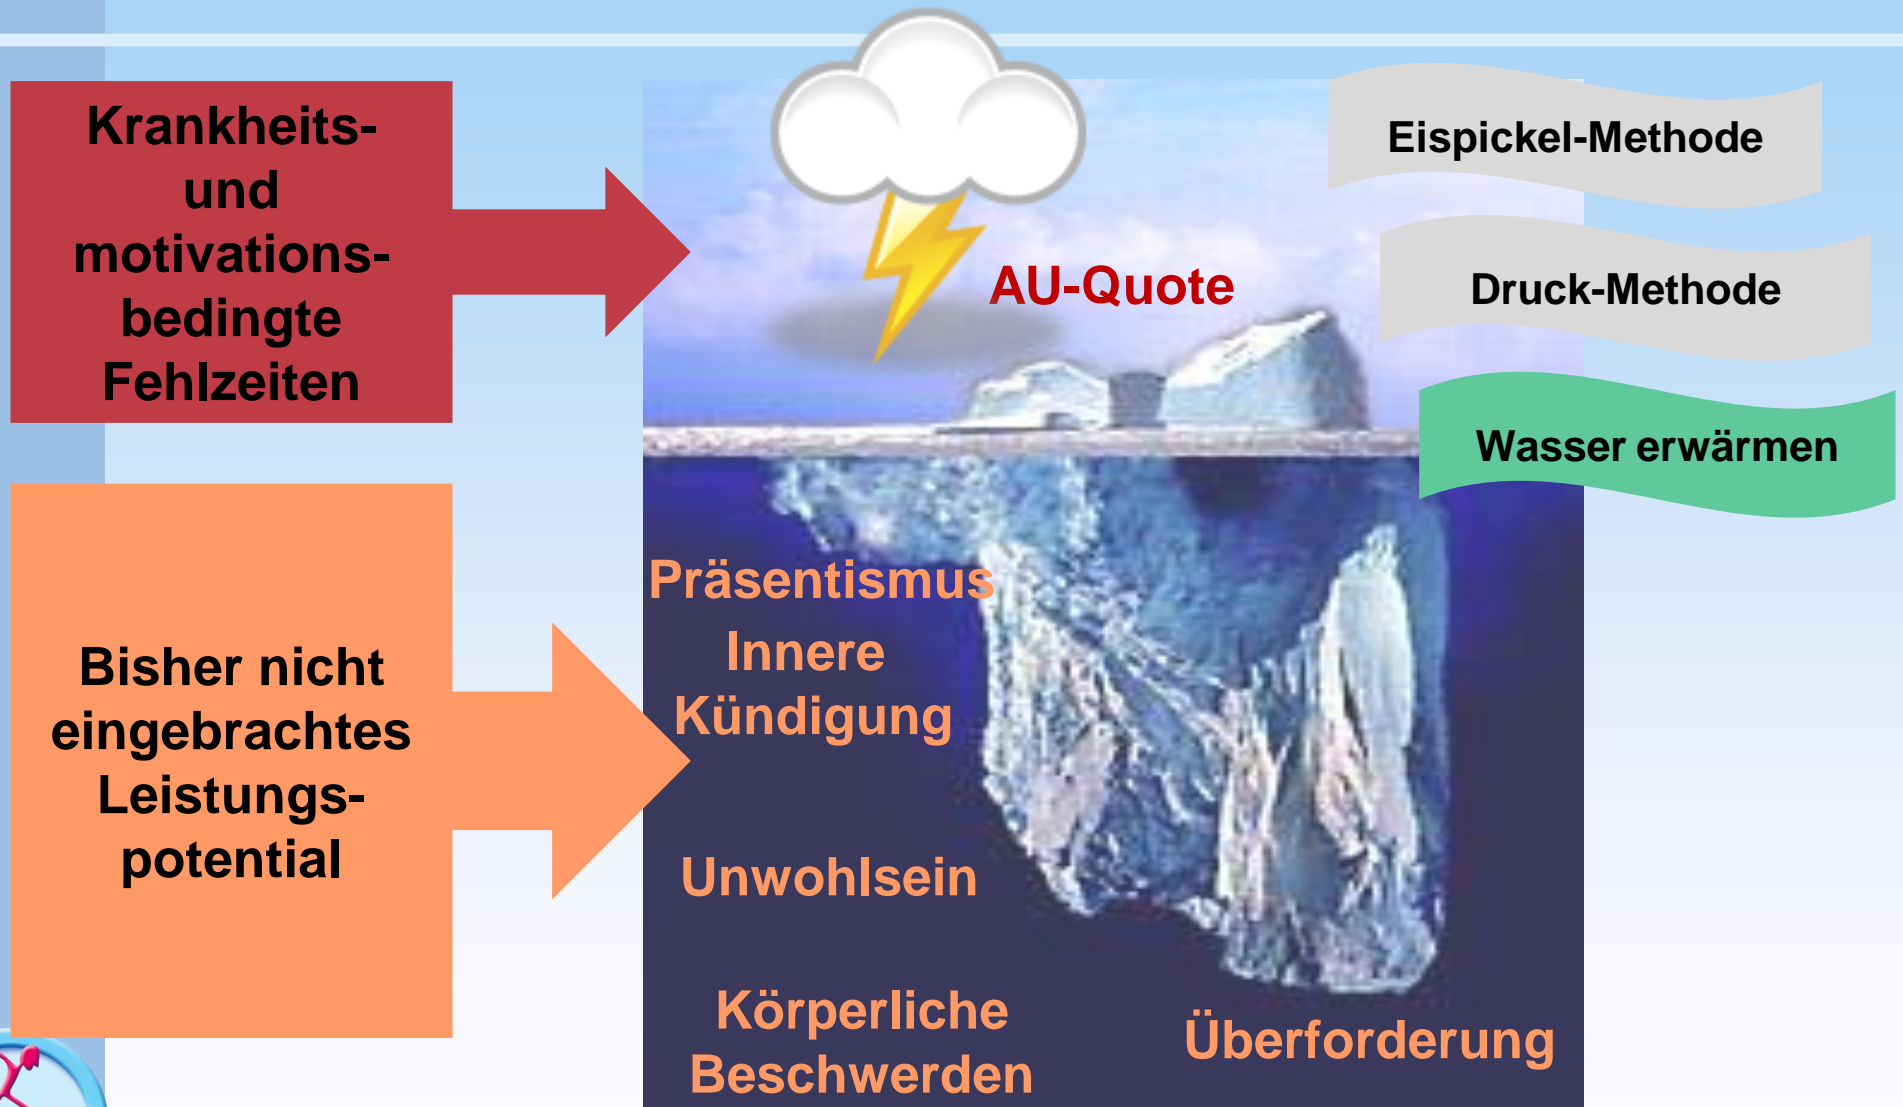 Krankheits-
und
motivations-
bedingte
Fehlzeiten
AU-Quote
Eispickel-Methode
Druck-Methode
Wasser erwärmen
Bisher nicht
eingebrachtes
Leistungs-
potential
Präsentismus
Innere
Kündigung
Unwohlsein
Körperliche
Beschwerden
Überforderung